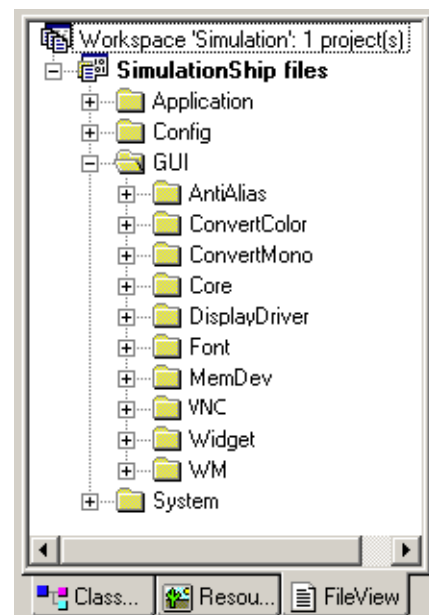 Workspace 'Simulation': 1 project(s)
SimulationShip files
Application
Config
GUI
AntiAlias
ConvertColor
ConvertMono
Core
DisplayDriver
Font
MemDev
VNC
Widget
WM
System
Class... Resou... FileView